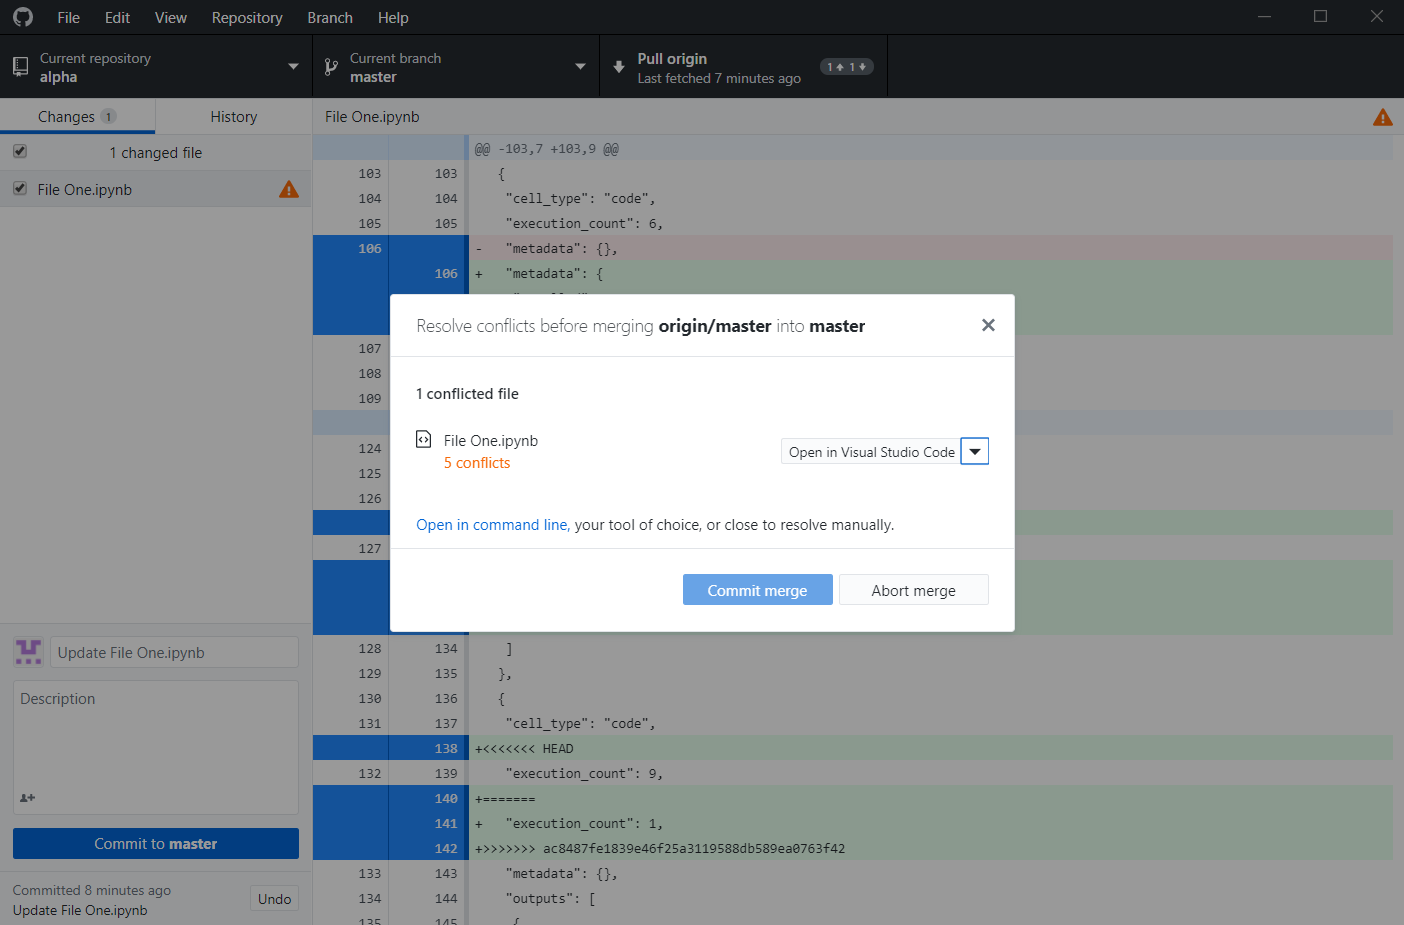 File Edit View Repository Branch Help
Current repository
alpha
Current branch
master
Pull origin
Last fetched 7 minutes ago
1 1
Changes 1
History
1 changed file
File One.ipynb
File One.ipynb
@@ -103,7 +103,9 @@
103 103 {
104 104 "cell_type": "code",
105 105 "execution_count": 6,
106 - "metadata": {},
106 + "metadata": {
107
108
109
124
125
126
127
128 134 ]
129 135 },
130 136 {
131 137 "cell_type": "code",
138 +<<<<<<< HEAD
132 139 "execution_count": 9,
140 +=======
141 + "execution_count": 1,
142 +>>>>>>> ac8487fe1839e46f25a3119588db589ea0763f42
133 143 "metadata": {},
134 144 "outputs": [
135 145 {
Resolve conflicts before merging origin/master into master
1 conflicted file
File One.ipynb
5 conflicts
Open in Visual Studio Code
Open in command line, your tool of choice, or close to resolve manually.
Commit merge
Abort merge
Update File One.ipynb
Description
Commit to master
Committed 8 minutes ago
Update File One.ipynb
Undo